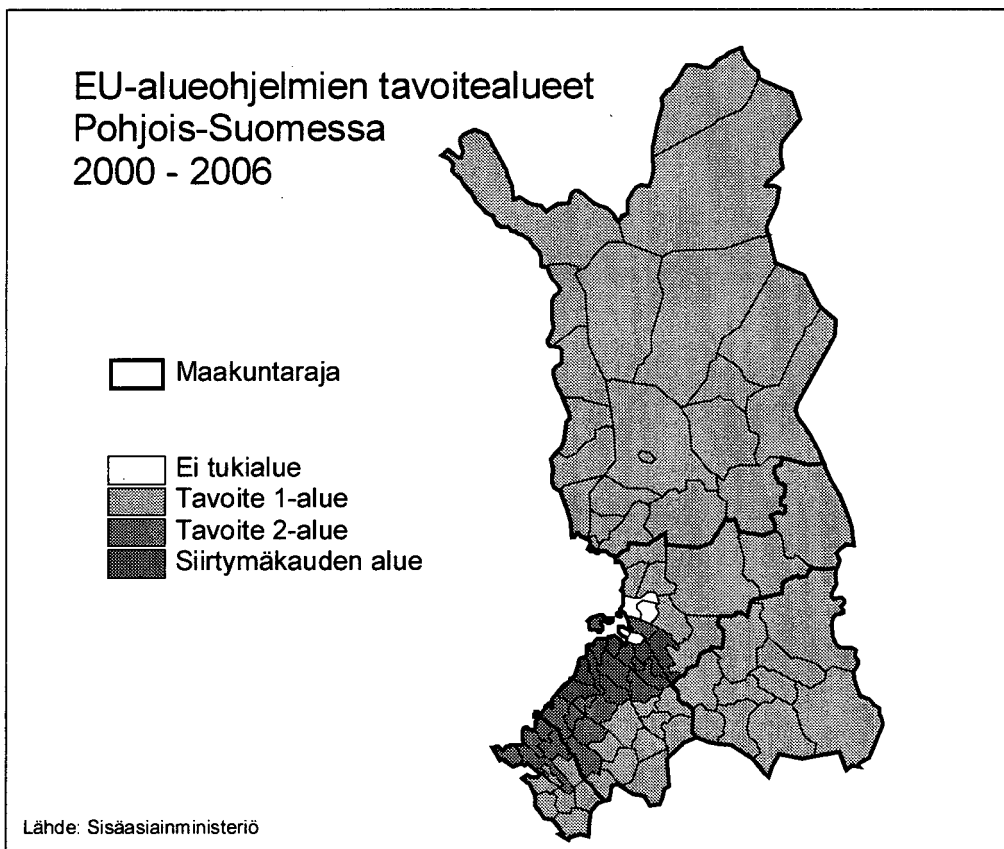 EU-alueohjelmien tavoitealueet
Pohjois-Suomessa
2000 - 2006
Maakuntaraja
Ei tukialue
Tavoite 1-alue
Tavoite 2-alue
Siirtymäkauden alue
Lähde: Sisäasiainministeriö